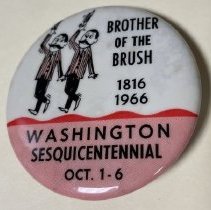 BROTHER
OF THE
BRUSH
1816
1966
WASHINGTON
SESQUICENTENNIAL
OCT. 1-6